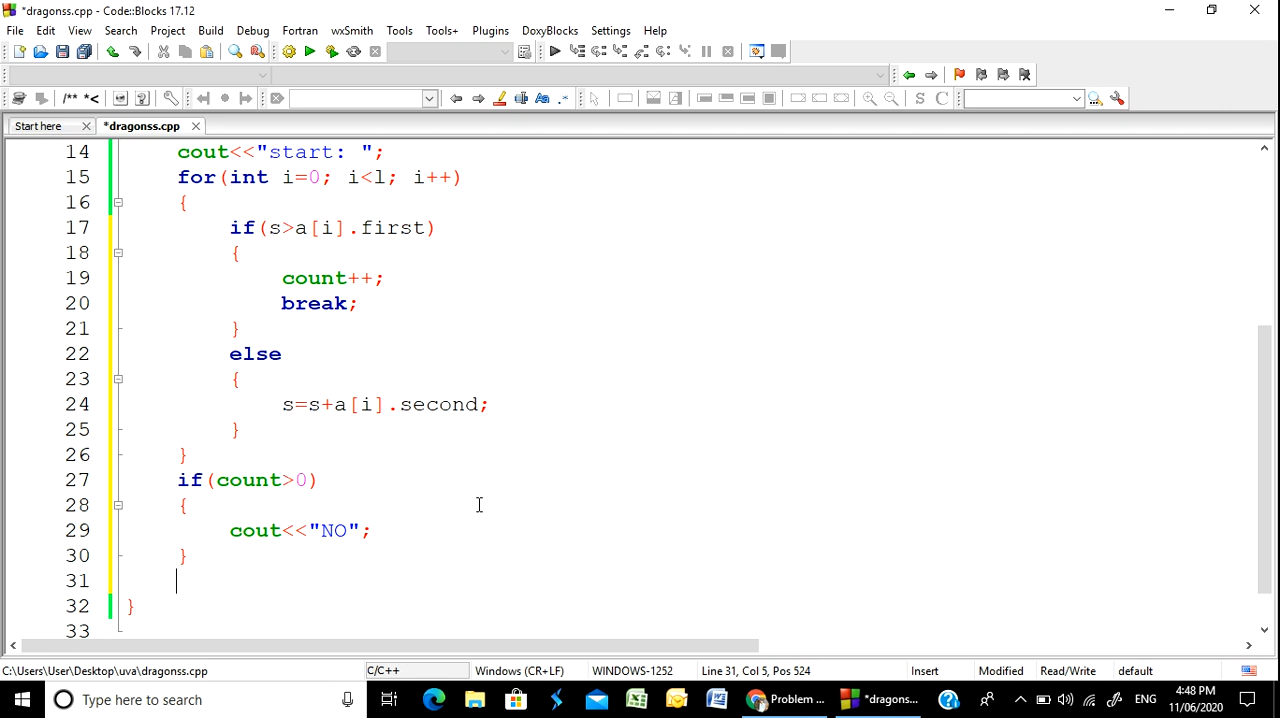 *dragonss.cpp - Code::Blocks 17.12
File Edit View Search Project Build Debug Fortran wxSmith Tools Tools+ Plugins DoxyBlocks Settings Help
/** *<
S C
Start here *dragonss.cpp
14 cout<<"start: ";
15 for(int i=0; i<l; i++)
16 {
17 if(s>a[i].first)
18 {
19 count++;
20 break;
21 }
22 else
23 {
24 s=s+a[i].second;
25 }
26 }
27 if(count>0)
28 {
29 cout<<"NO";
30 }
31
32 }
33
C:\Users\User\Desktop\uva\dragonss.cpp C/C++ Windows (CR+LF) WINDOWS-1252 Line 31, Col 5, Pos 524 Insert Modified Read/Write default
Type here to search Problem ... *dragons... ENG 4:48 PM
11/06/2020